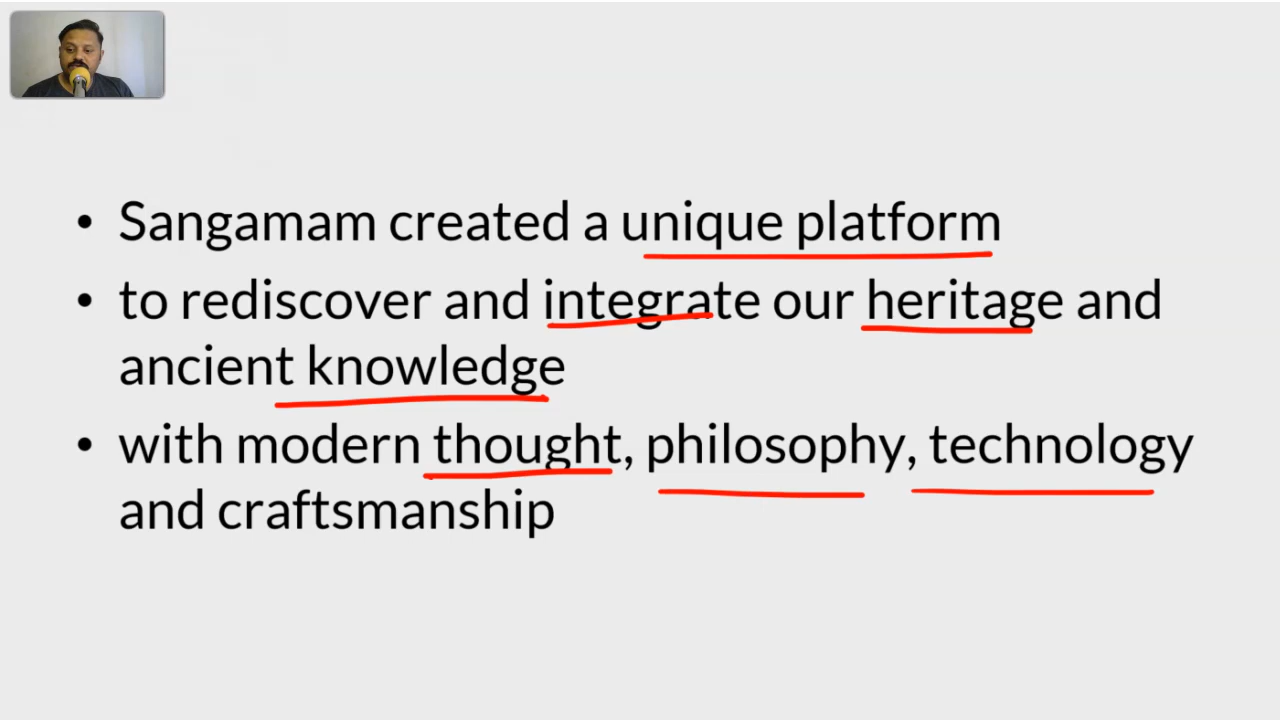 • Sangamam created a unique platform
• to rediscover and integrate our heritage and
ancient knowledge
• with modern thought, philosophy, technology
and craftsmanship